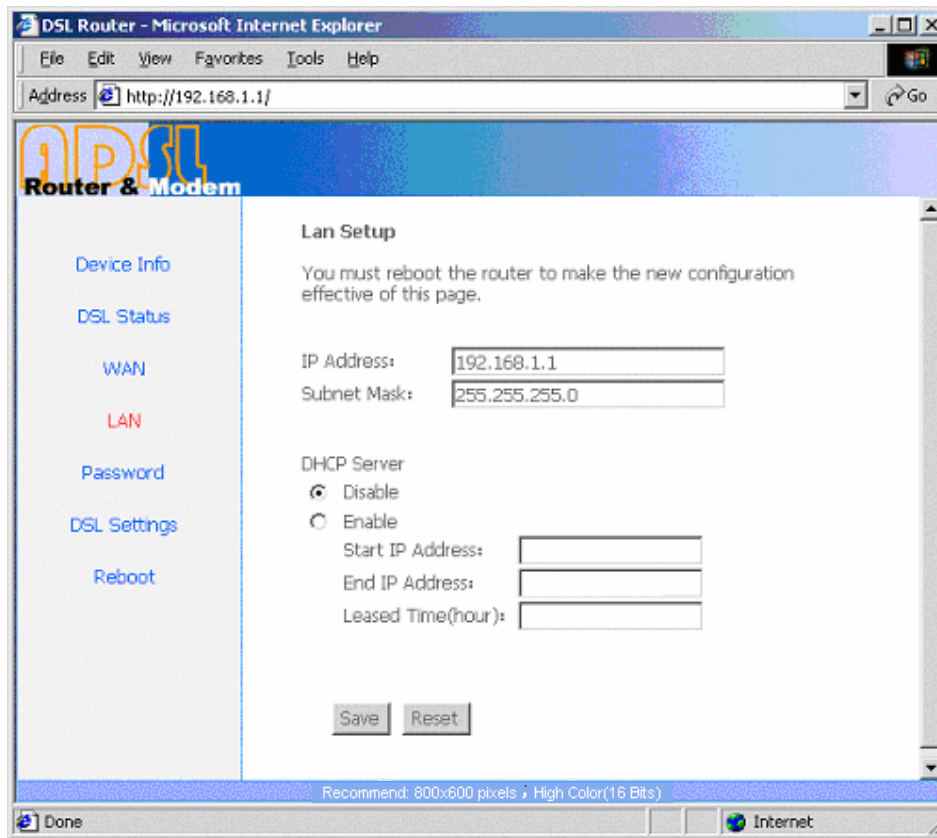 DSL Router - Microsoft Internet Explorer
File Edit View Favorites Tools Help
Address http://192.168.1.1/ Go
ADSL
Router & Modem
Device Info
DSL Status
WAN
LAN
Password
DSL Settings
Reboot
Lan Setup
You must reboot the router to make the new configuration
effective of this page.
IP Address: 192.168.1.1
Subnet Mask: 255.255.255.0
DHCP Server
Disable
Enable
Start IP Address:
End IP Address:
Leased Time(hour):
Save Reset
Recommend: 800x600 pixels ; High Color(16 Bits)
Done Internet